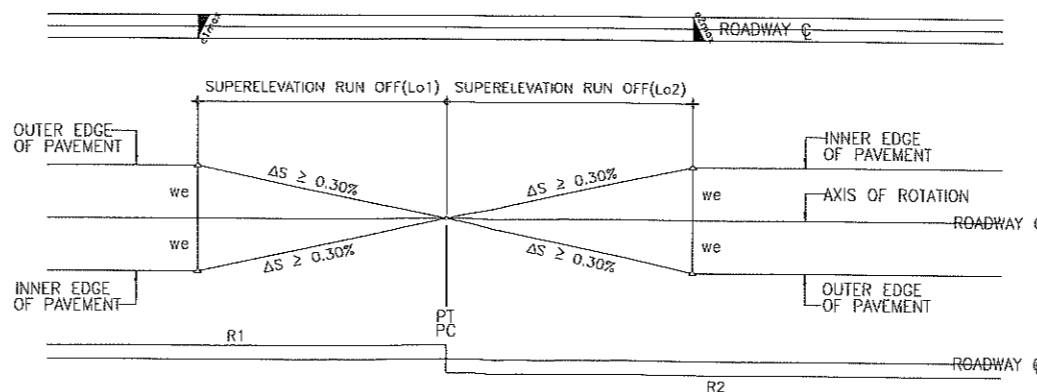 e1max
e2max
ROADWAY ℄
SUPERELEVATION RUN OFF(Lo1)
SUPERELEVATION RUN OFF(Lo2)
OUTER EDGE
OF PAVEMENT
INNER EDGE
OF PAVEMENT
ΔS ≥ 0.30%
ΔS ≥ 0.30%
we
we
AXIS OF ROTATION
ROADWAY ℄
we
we
ΔS ≥ 0.30%
ΔS ≥ 0.30%
INNER EDGE
OF PAVEMENT
OUTER EDGE
OF PAVEMENT
PT
PC
R1
ROADWAY ℄
R2